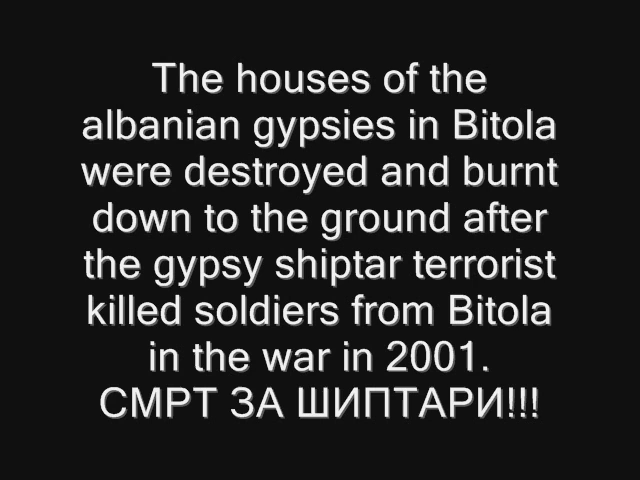 The houses of the
albanian gypsies in Bitola
were destroyed and burnt
down to the ground after
the gypsy shiptar terrorist
killed soldiers from Bitola
in the war in 2001.
СМРТ ЗА ШИПТАРИ!!!